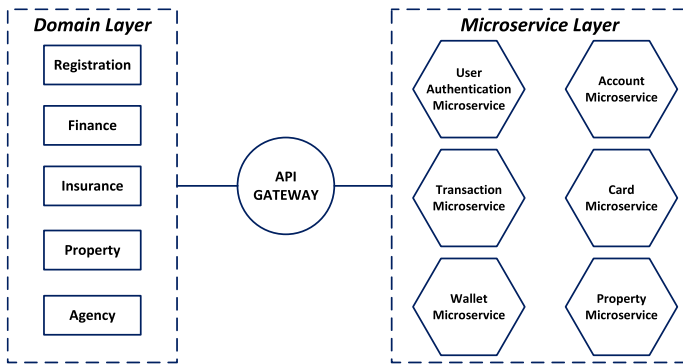 Domain Layer
Registration
Finance
Insurance
Property
Agency
API
GATEWAY
Microservice Layer
User
Authentication
Microservice
Account
Microservice
Transaction
Microservice
Card
Microservice
Wallet
Microservice
Property
Microservice